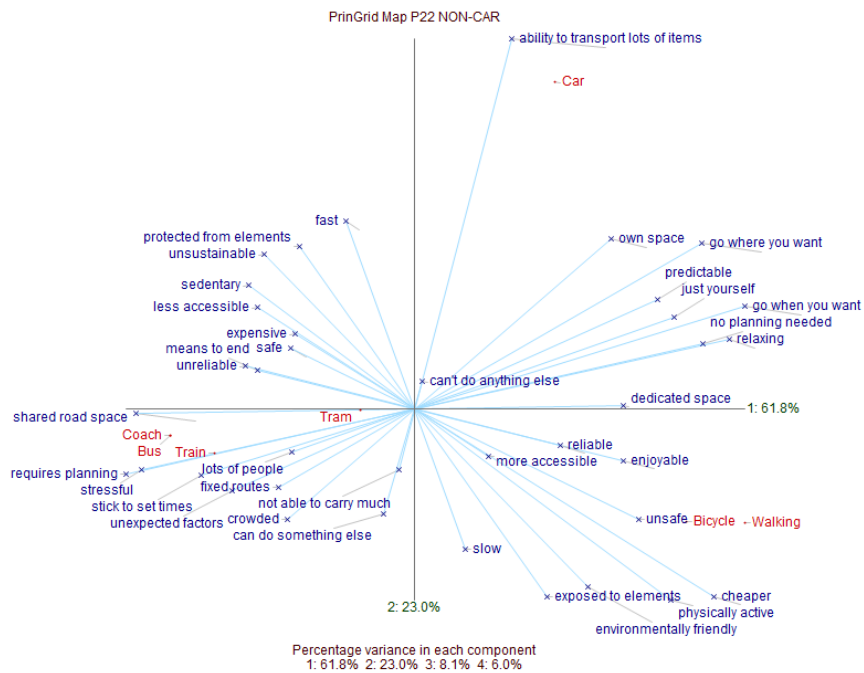 PrinGrid Map P22 NON-CAR
ability to transport lots of items
Car
fast
protected from elements
own space
unsustainable
go where you want
predictable
sedentary
just yourself
less accessible
go when you want
no planning needed
expensive
relaxing
means to end
safe
unreliable
can't do anything else
dedicated space
1: 61.8%
shared road space
Tram
Coach
Bus
Train
reliable
more accessible
enjoyable
requires planning
lots of people
stressful
fixed routes
stick to set times
not able to carry much
unexpected factors
crowded
unsafe
Bicycle
Walking
can do something else
slow
exposed to elements
cheaper
2: 23.0%
physically active
environmentally friendly
Percentage variance in each component
1: 61.8% 2: 23.0% 3: 8.1% 4: 6.0%